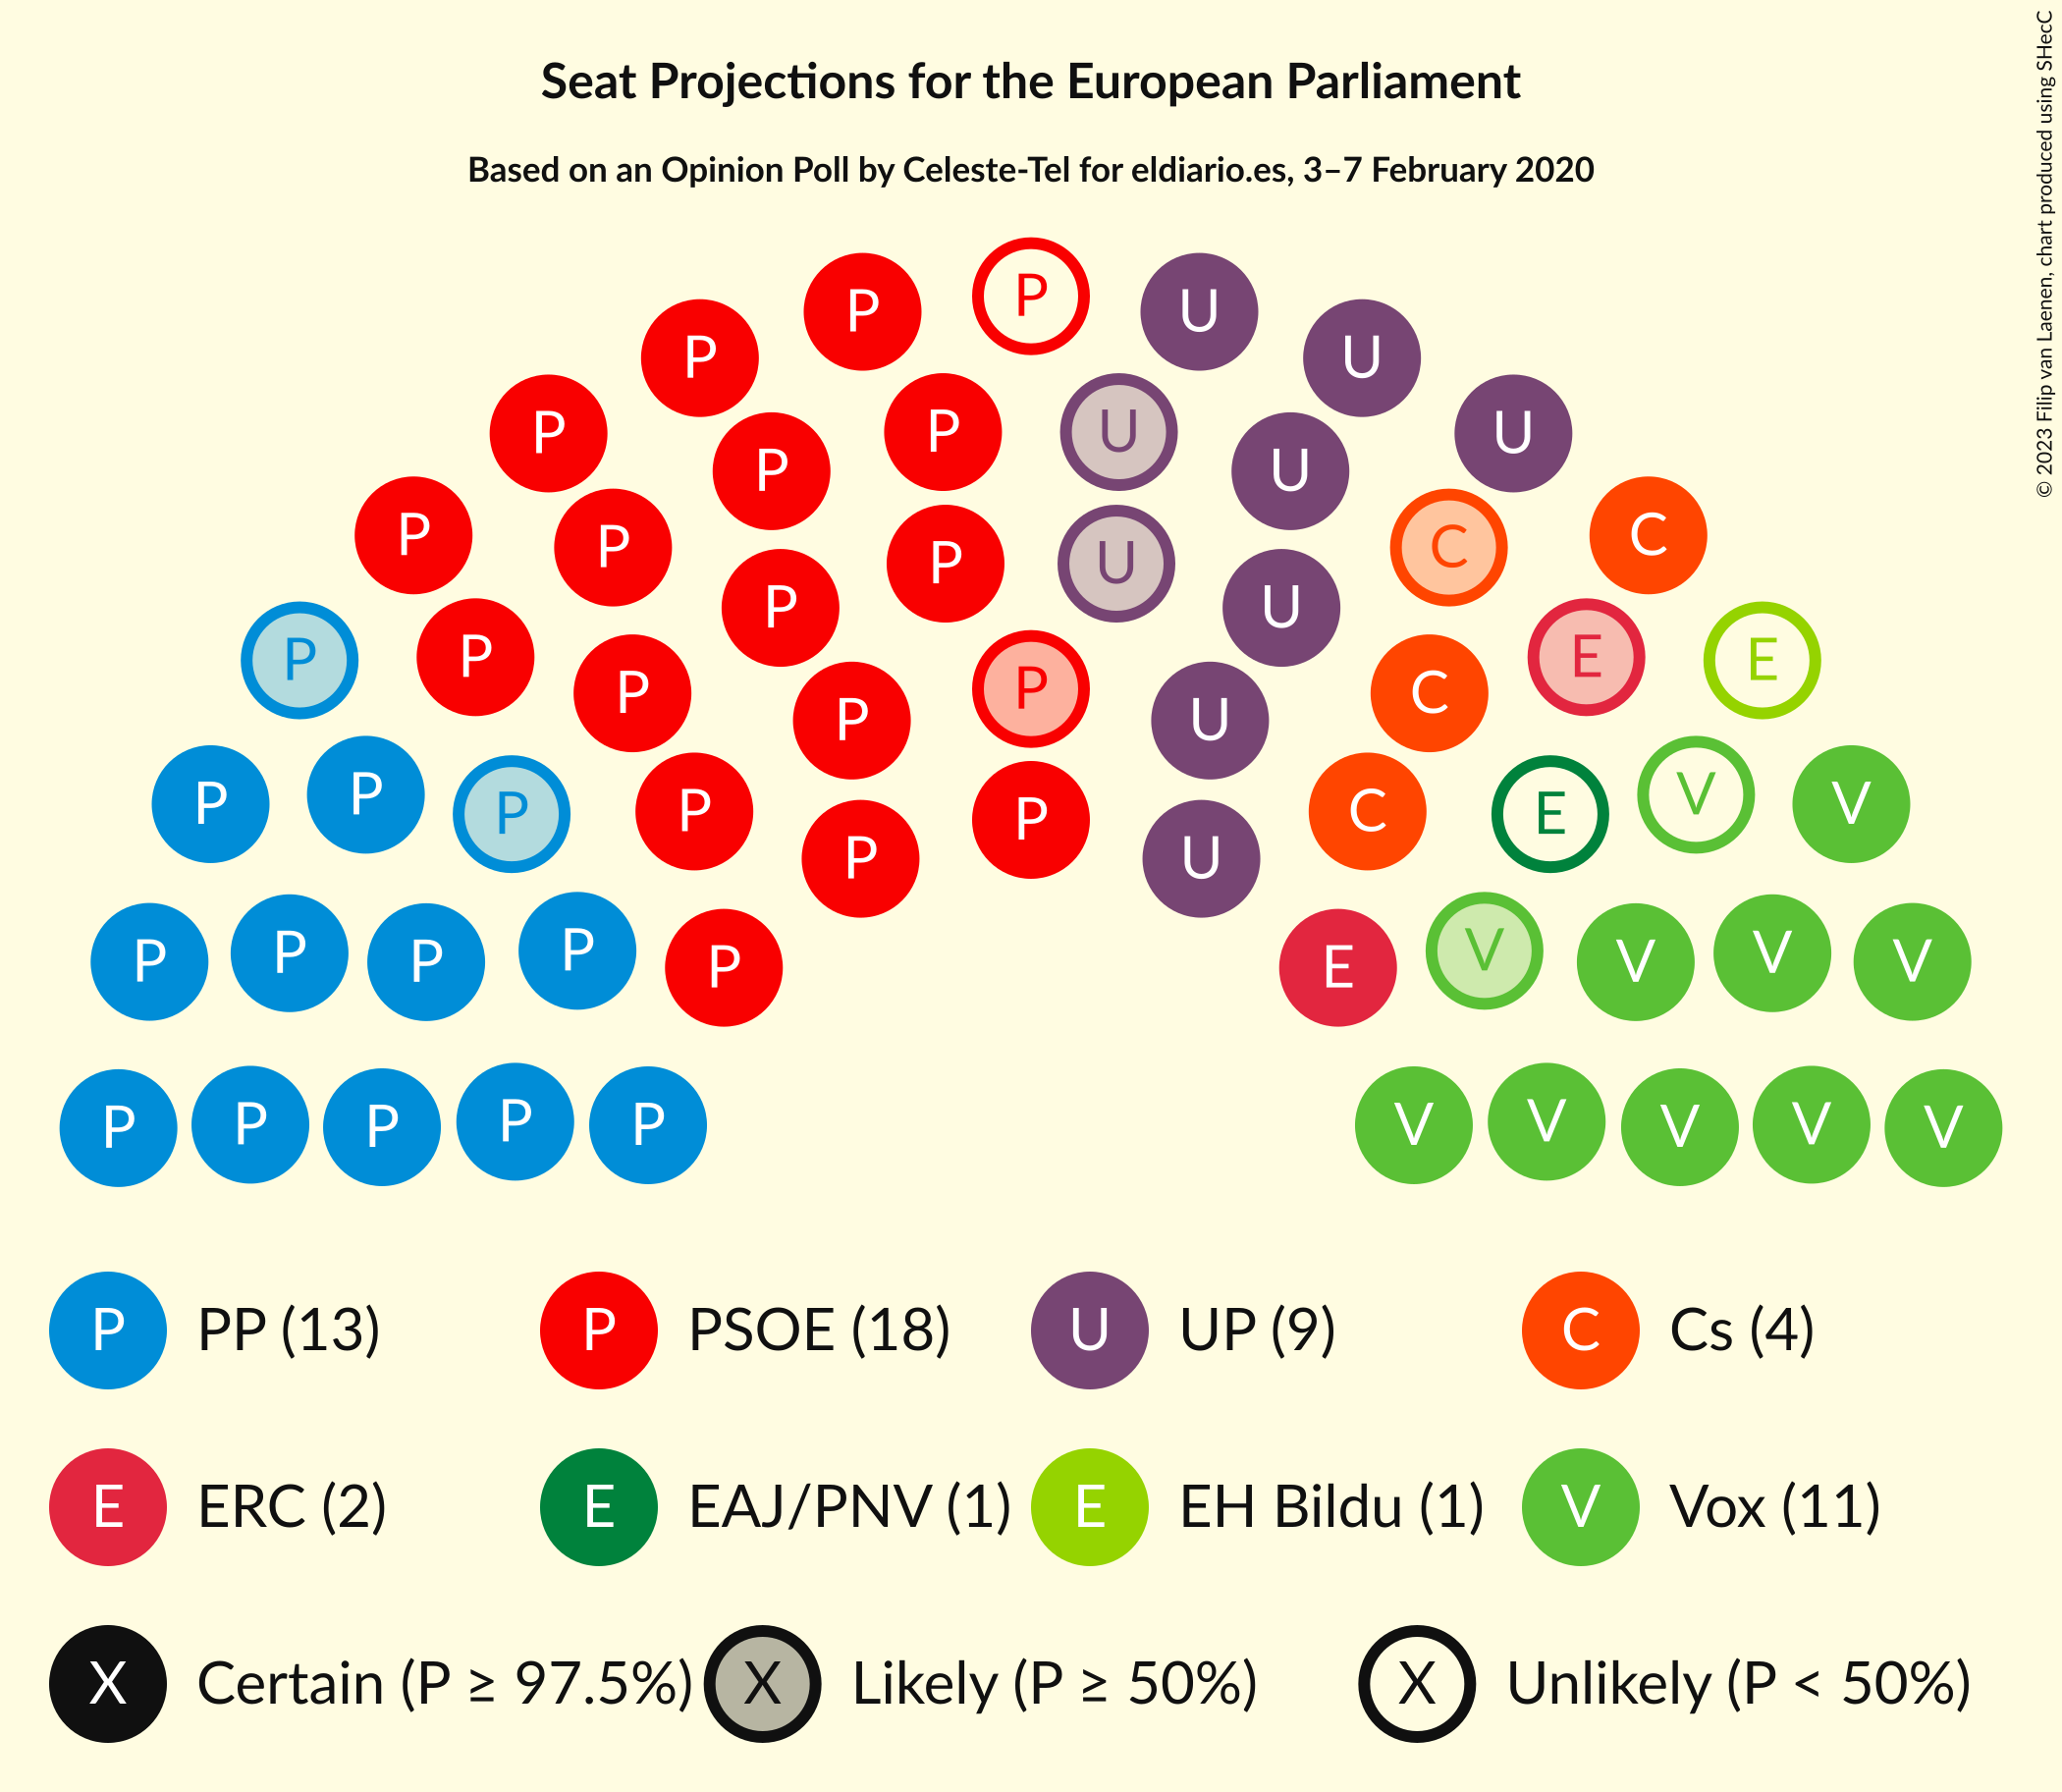 Seat Projections for the European Parliament
Based on an Opinion Poll by Celeste-Tel for eldiario.es, 3–7 February 2020
© 2023 Filip van Laenen, chart produced using SHecC
P
P P U
P U
P P U U
P U
P P P U C C
P P U
P P E E
P P C
P P U
P P P P V V
P P C E
P P U
P P P P P E V V V V
P P P P P V V V V V
P PP (13) P PSOE (18) U UP (9) C Cs (4)
E ERC (2) E EAJ/PNV (1) E EH Bildu (1) V Vox (11)
X Certain (P ≥ 97.5%) X Likely (P ≥ 50%) X Unlikely (P < 50%)